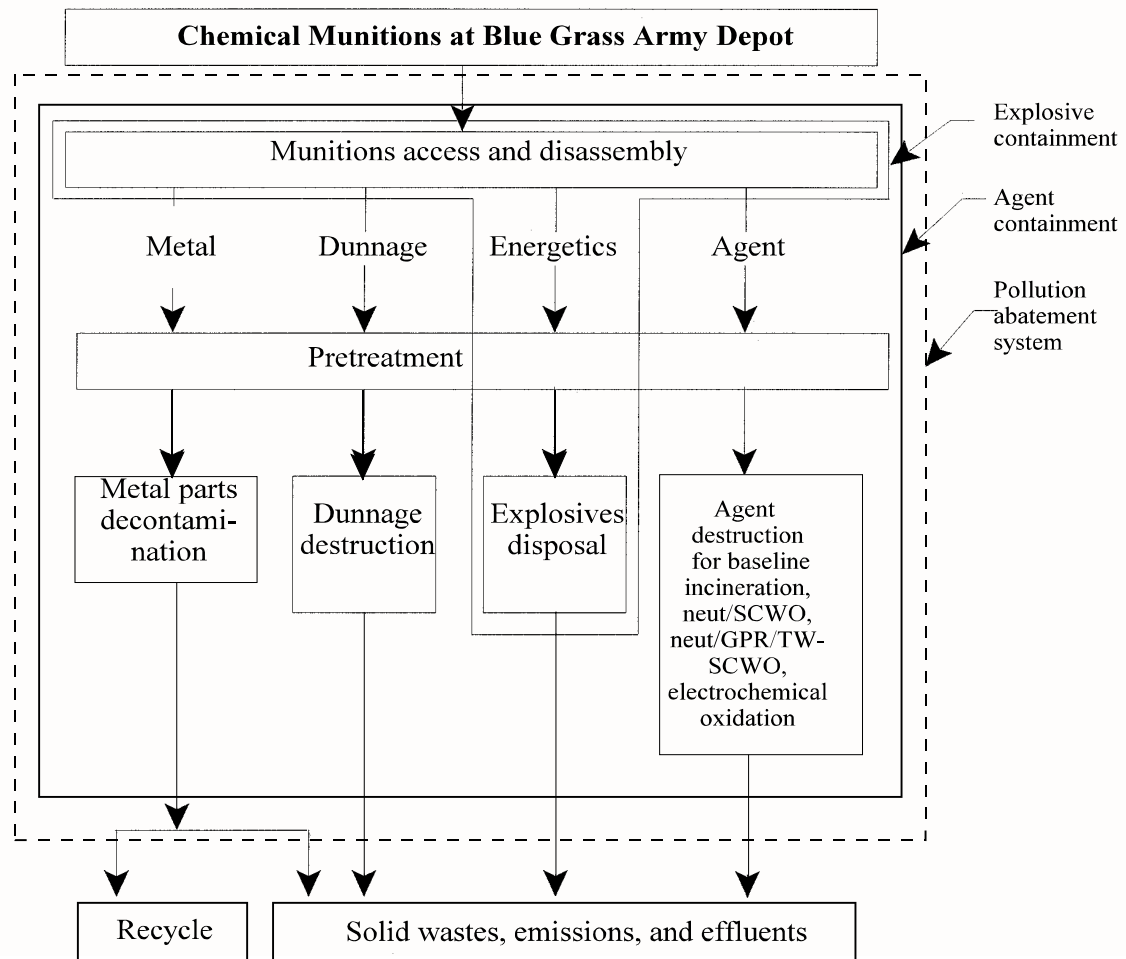 Chemical Munitions at Blue Grass Army Depot
Explosive
containment
Munitions access and disassembly
Agent
containment
Metal
Dunnage
Energetics
Agent
Pollution
abatement
system
Pretreatment
Metal parts
decontami-
nation
Dunnage
destruction
Explosives
disposal
Agent
destruction
for baseline
incineration,
neut/SCWO,
neut/GPR/TW-
SCWO,
electrochemical
oxidation
Recycle
Solid wastes, emissions, and effluents